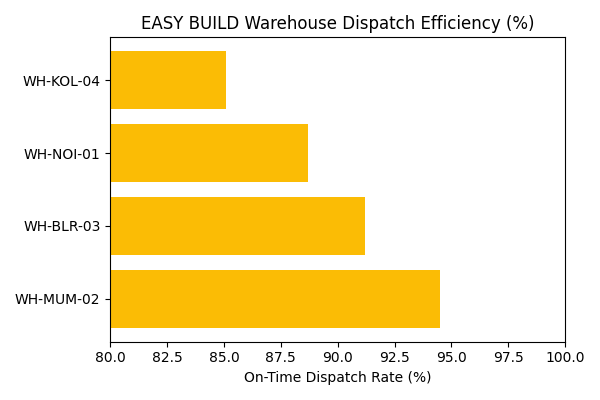 EASY BUILD Warehouse Dispatch Efficiency (%)
WH-KOL-04
WH-NOI-01
WH-BLR-03
WH-MUM-02
80.0 82.5 85.0 87.5 90.0 92.5 95.0 97.5 100.0
On-Time Dispatch Rate (%)